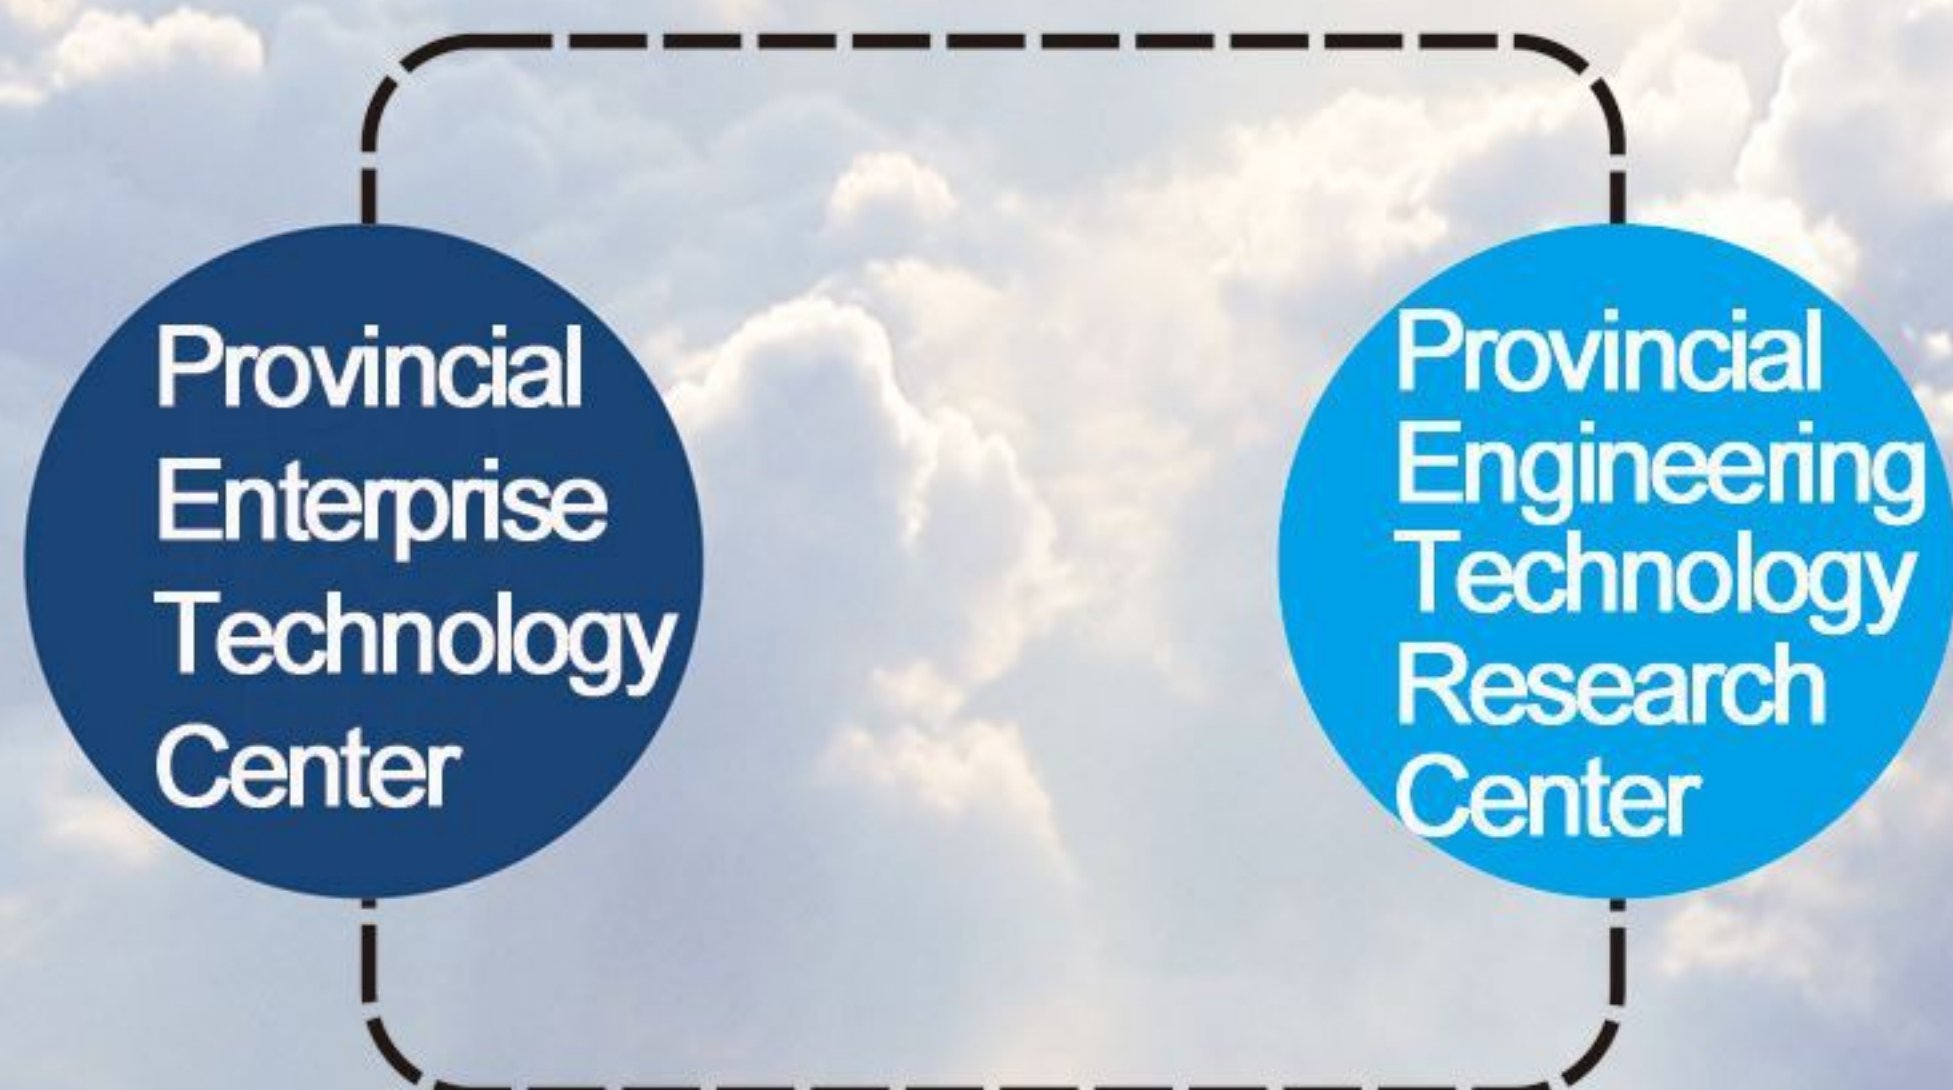 Provincial
Enterprise
Technology
Center
Provincial
Engineering
Technology
Research
Center